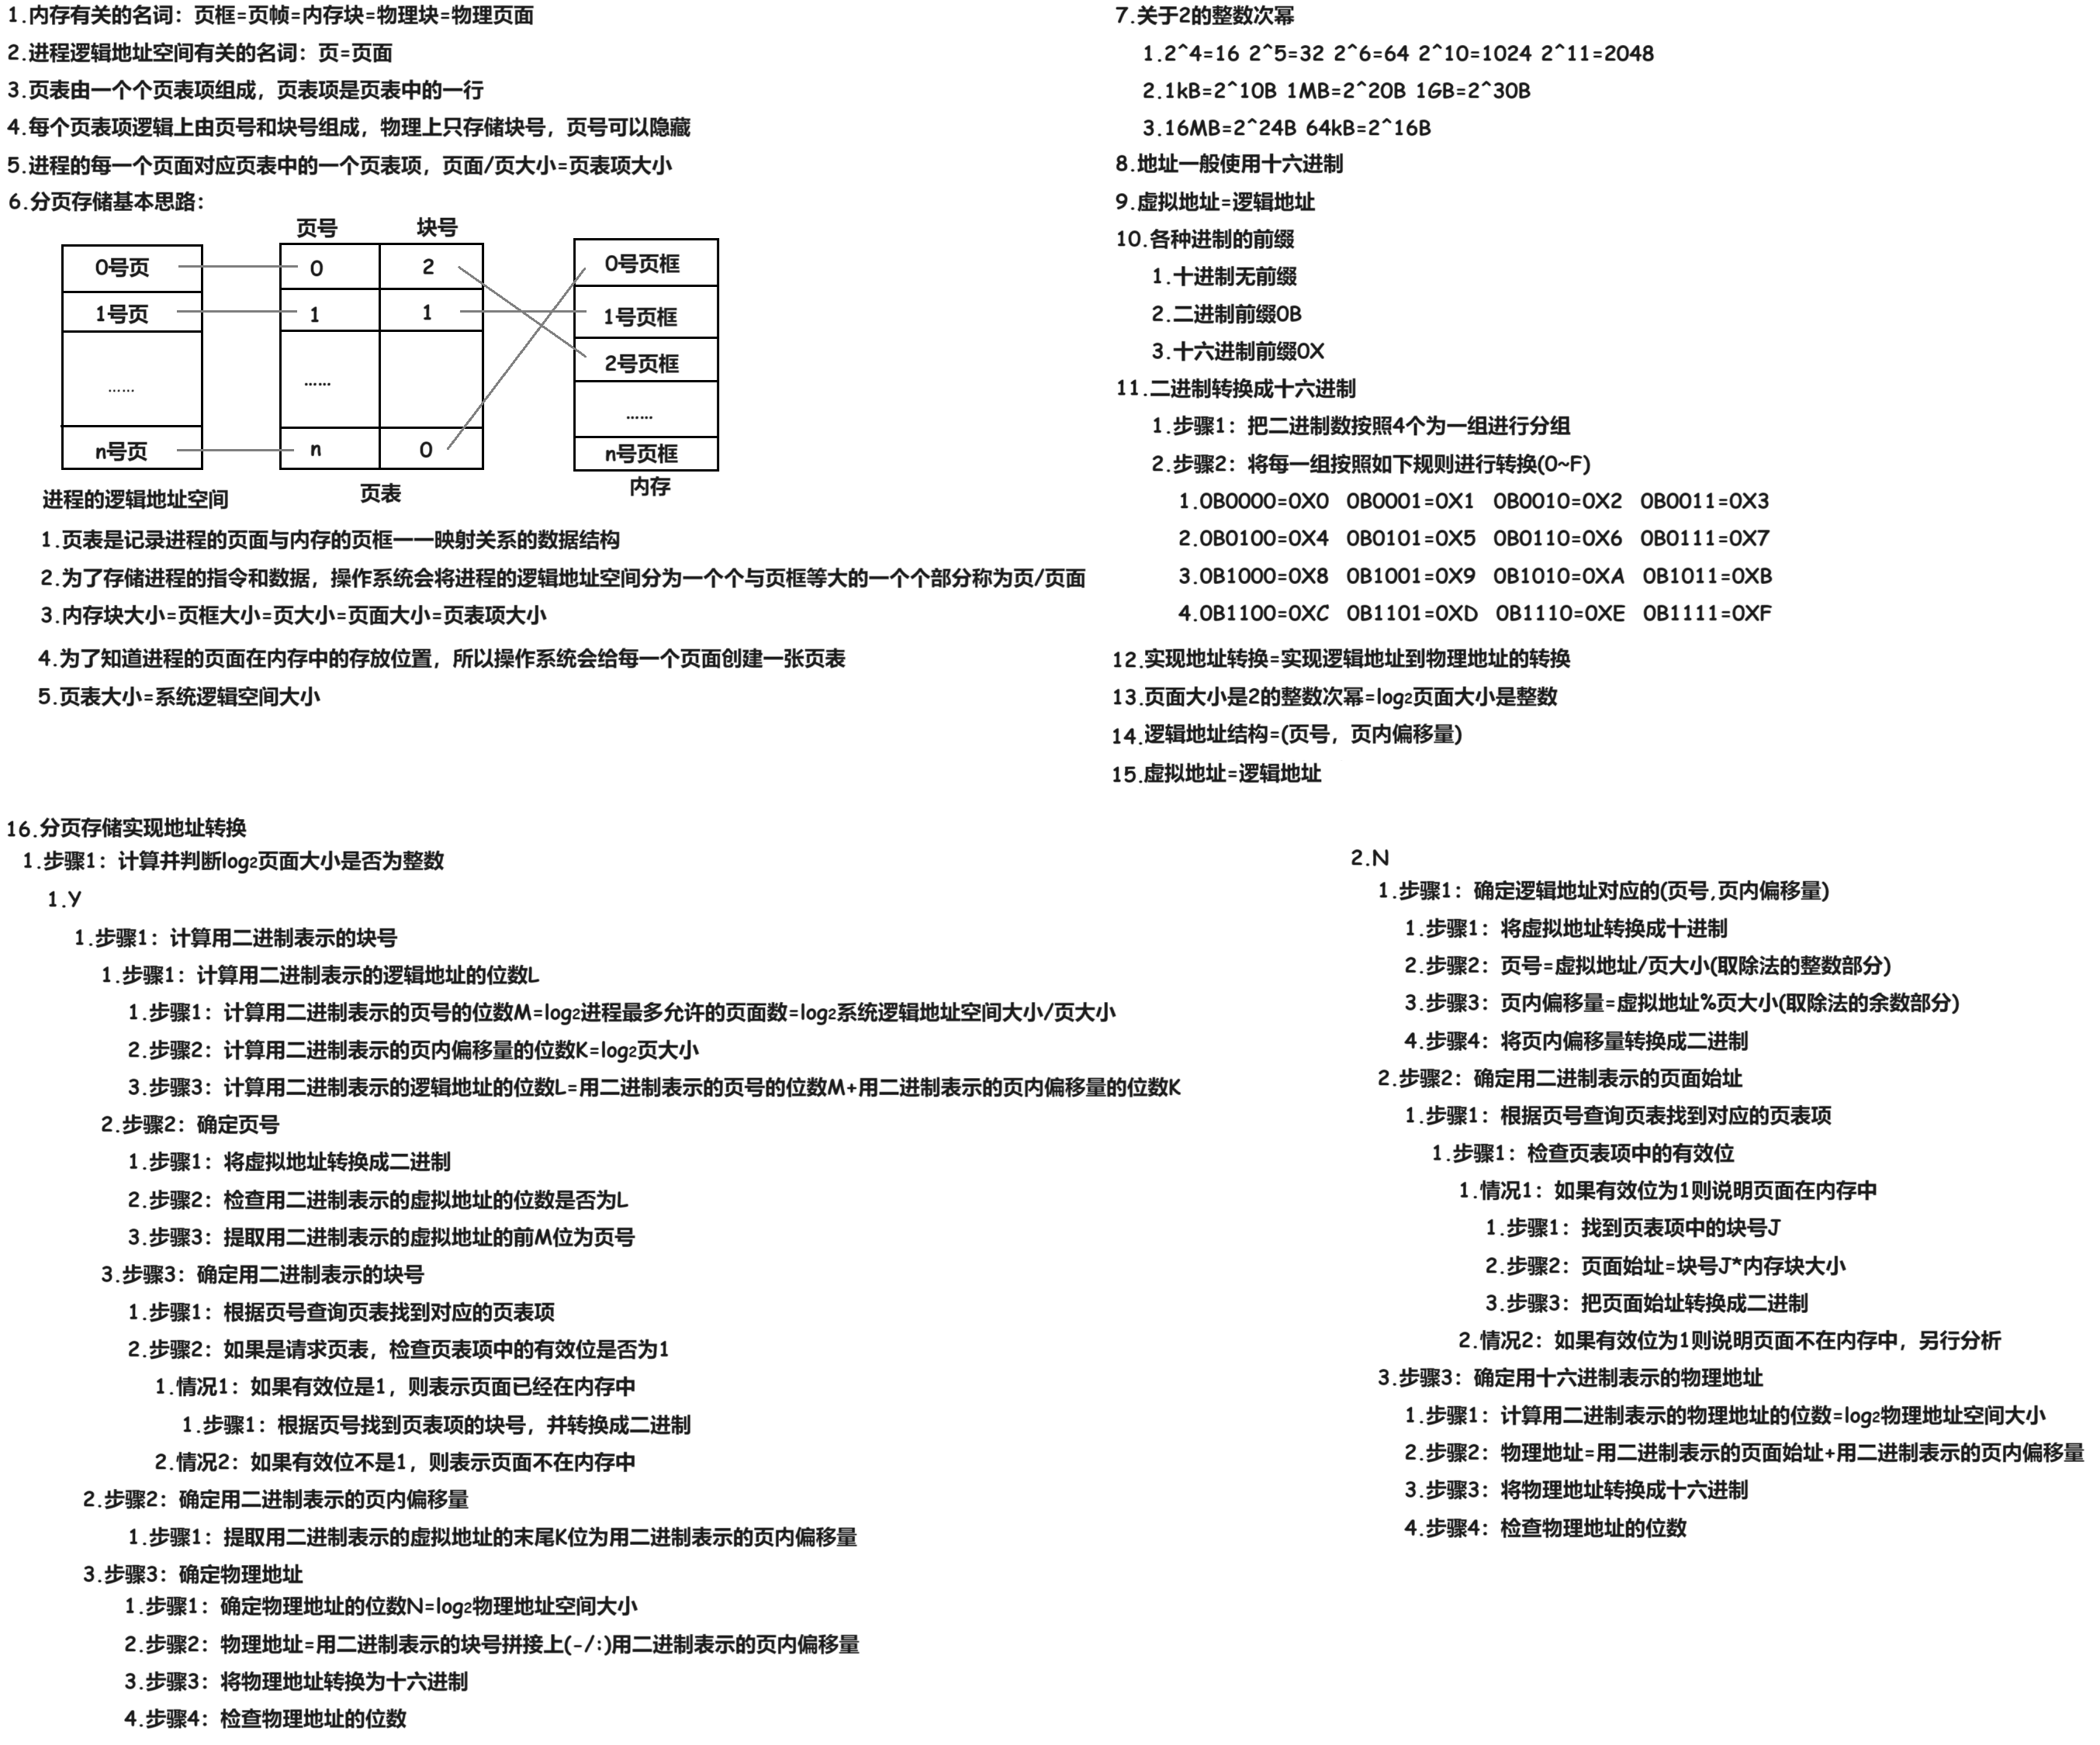 1.内存有关的名词：页框=页帧=内存块=物理块=物理页面
2.进程逻辑地址空间有关的名词：页=页面
3.页表由一个个页表项组成，页表项是页表中的一行
4.每个页表项逻辑上由页号和块号组成，物理上只存储块号，页号可以隐藏
5.进程的每一个页面对应页表中的一个页表项，页面/页大小=页表项大小
6.分页存储基本思路：
页号 块号
0号页 0 2 0号页框
1号页 1 1 1号页框
2号页框
…… …… ……
n号页 n 0 n号页框
进程的逻辑地址空间 页表 内存
1.页表是记录进程的页面与内存的页框一一映射关系的数据结构
2.为了存储进程的指令和数据，操作系统会将进程的逻辑地址空间分为一个个与页框等大的一个个部分称为页/页面
3.内存块大小=页框大小=页大小=页面大小=页表项大小
4.为了知道进程的页面在内存中的存放位置，所以操作系统会给每一个页面创建一张页表
5.页表大小=系统逻辑空间大小
7.关于2的整数次幂
1.2^4=16 2^5=32 2^6=64 2^10=1024 2^11=2048
2.1kB=2^10B 1MB=2^20B 1GB=2^30B
3.16MB=2^24B 64kB=2^16B
8.地址一般使用十六进制
9.虚拟地址=逻辑地址
10.各种进制的前缀
1.十进制无前缀
2.二进制前缀0B
3.十六进制前缀0X
11.二进制转换成十六进制
1.步骤1：把二进制数按照4个为一组进行分组
2.步骤2：将每一组按照如下规则进行转换(0~F)
1.0B0000=0X0 0B0001=0X1 0B0010=0X2 0B0011=0X3
2.0B0100=0X4 0B0101=0X5 0B0110=0X6 0B0111=0X7
3.0B1000=0X8 0B1001=0X9 0B1010=0XA 0B1011=0XB
4.0B1100=0XC 0B1101=0XD 0B1110=0XE 0B1111=0XF
12.实现地址转换=实现逻辑地址到物理地址的转换
13.页面大小是2的整数次幂=log2页面大小是整数
14.逻辑地址结构=(页号，页内偏移量)
15.虚拟地址=逻辑地址
16.分页存储实现地址转换
1.步骤1：计算并判断log2页面大小是否为整数
1.Y
1.步骤1：计算用二进制表示的块号
1.步骤1：计算用二进制表示的逻辑地址的位数L
1.步骤1：计算用二进制表示的页号的位数M=log2进程最多允许的页面数=log2系统逻辑地址空间大小/页大小
2.步骤2：计算用二进制表示的页内偏移量的位数K=log2页大小
3.步骤3：计算用二进制表示的逻辑地址的位数L=用二进制表示的页号的位数M+用二进制表示的页内偏移量的位数K
2.步骤2：确定页号
1.步骤1：将虚拟地址转换成二进制
2.步骤2：检查用二进制表示的虚拟地址的位数是否为L
3.步骤3：提取用二进制表示的虚拟地址的前M位为页号
3.步骤3：确定用二进制表示的块号
1.步骤1：根据页号查询页表找到对应的页表项
2.步骤2：如果是请求页表，检查页表项中的有效位是否为1
1.情况1：如果有效位是1，则表示页面已经在内存中
1.步骤1：根据页号找到页表项的块号，并转换成二进制
2.情况2：如果有效位不是1，则表示页面不在内存中
2.步骤2：确定用二进制表示的页内偏移量
1.步骤1：提取用二进制表示的虚拟地址的末尾K位为用二进制表示的页内偏移量
3.步骤3：确定物理地址
1.步骤1：确定物理地址的位数N=log2物理地址空间大小
2.步骤2：物理地址=用二进制表示的块号拼接上(-/:)用二进制表示的页内偏移量
3.步骤3：将物理地址转换为十六进制
4.步骤4：检查物理地址的位数
2.N
1.步骤1：确定逻辑地址对应的(页号,页内偏移量)
1.步骤1：将虚拟地址转换成十进制
2.步骤2：页号=虚拟地址/页大小(取除法的整数部分)
3.步骤3：页内偏移量=虚拟地址%页大小(取除法的余数部分)
4.步骤4：将页内偏移量转换成二进制
2.步骤2：确定用二进制表示的页面始址
1.步骤1：根据页号查询页表找到对应的页表项
1.步骤1：检查页表项中的有效位
1.情况1：如果有效位为1则说明页面在内存中
1.步骤1：找到页表项中的块号J
2.步骤2：页面始址=块号J*内存块大小
3.步骤3：把页面始址转换成二进制
2.情况2：如果有效位为1则说明页面不在内存中，另行分析
3.步骤3：确定用十六进制表示的物理地址
1.步骤1：计算用二进制表示的物理地址的位数=log2物理地址空间大小
2.步骤2：物理地址=用二进制表示的页面始址+用二进制表示的页内偏移量
3.步骤3：将物理地址转换成十六进制
4.步骤4：检查物理地址的位数